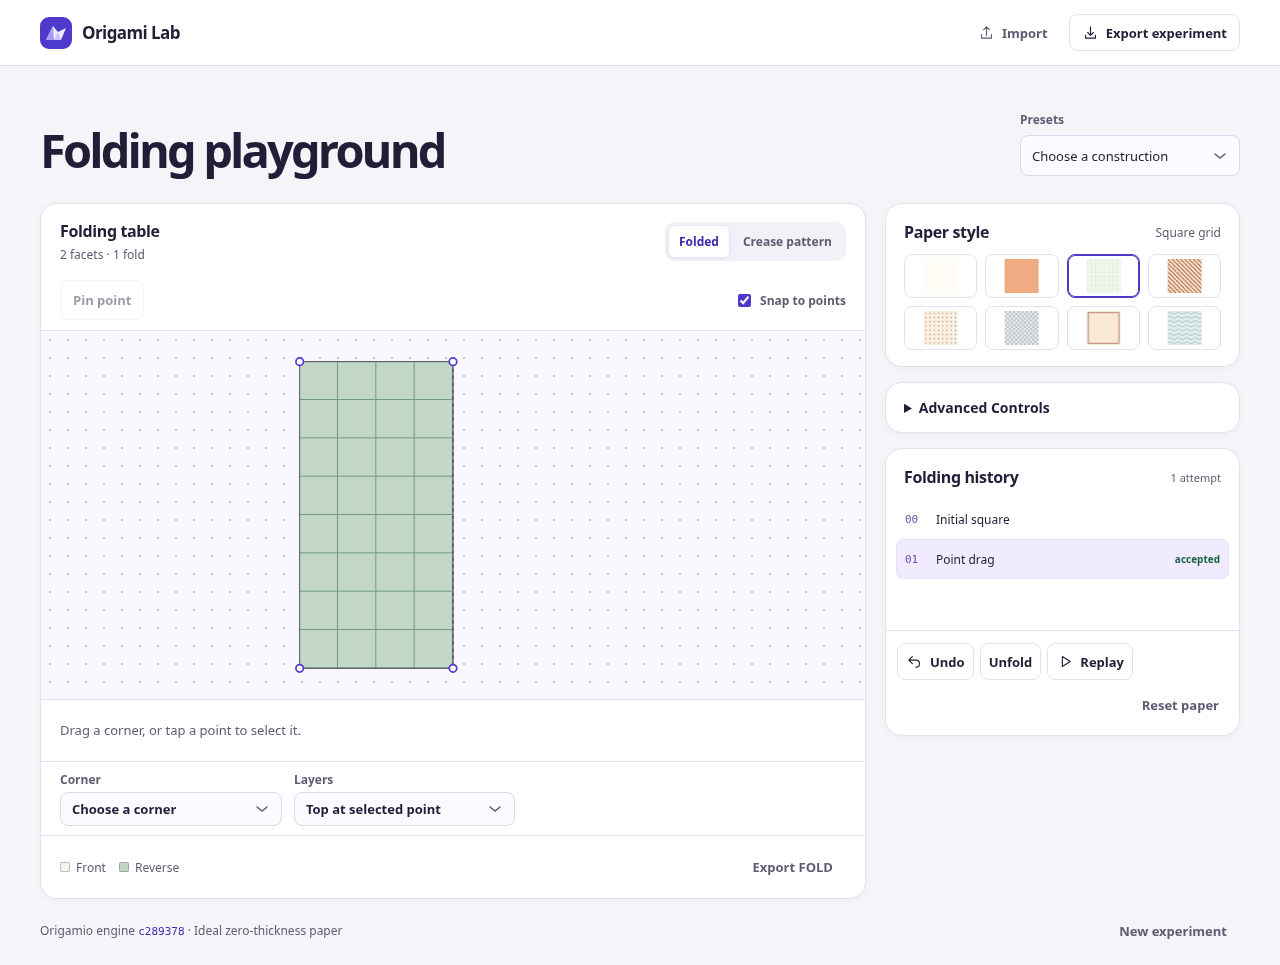 Origami Lab
Import
Export experiment
Folding playground
Presets
Choose a construction
Folding table
2 facets · 1 fold
Folded
Crease pattern
Pin point
Snap to points
Drag a corner, or tap a point to select it.
Corner
Layers
Choose a corner
Top at selected point
Front
Reverse
Export FOLD
Paper style
Square grid
Advanced Controls
Folding history
1 attempt
00 Initial square
01 Point drag accepted
Undo
Unfold
Replay
Reset paper
Origamio engine c289378 · Ideal zero-thickness paper
New experiment